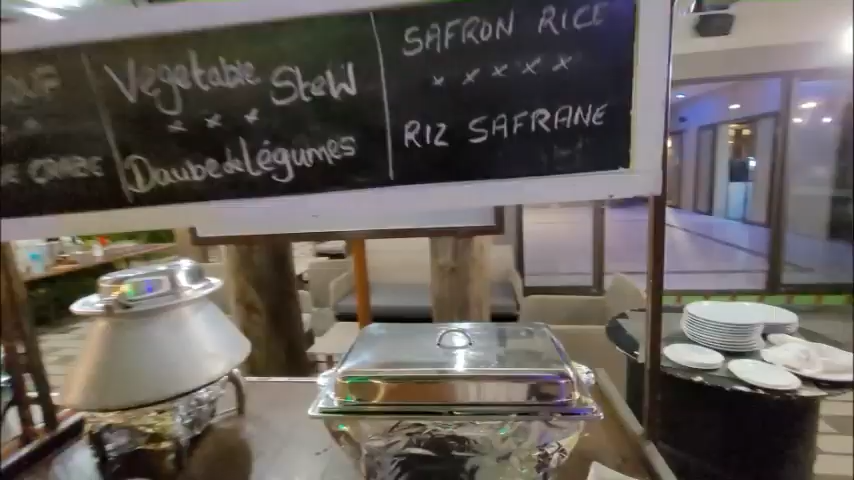 Vegetable Stew
x x x
Daube de Légumes
SAFRON RICE
x x x x x
RIZ SAFRANE